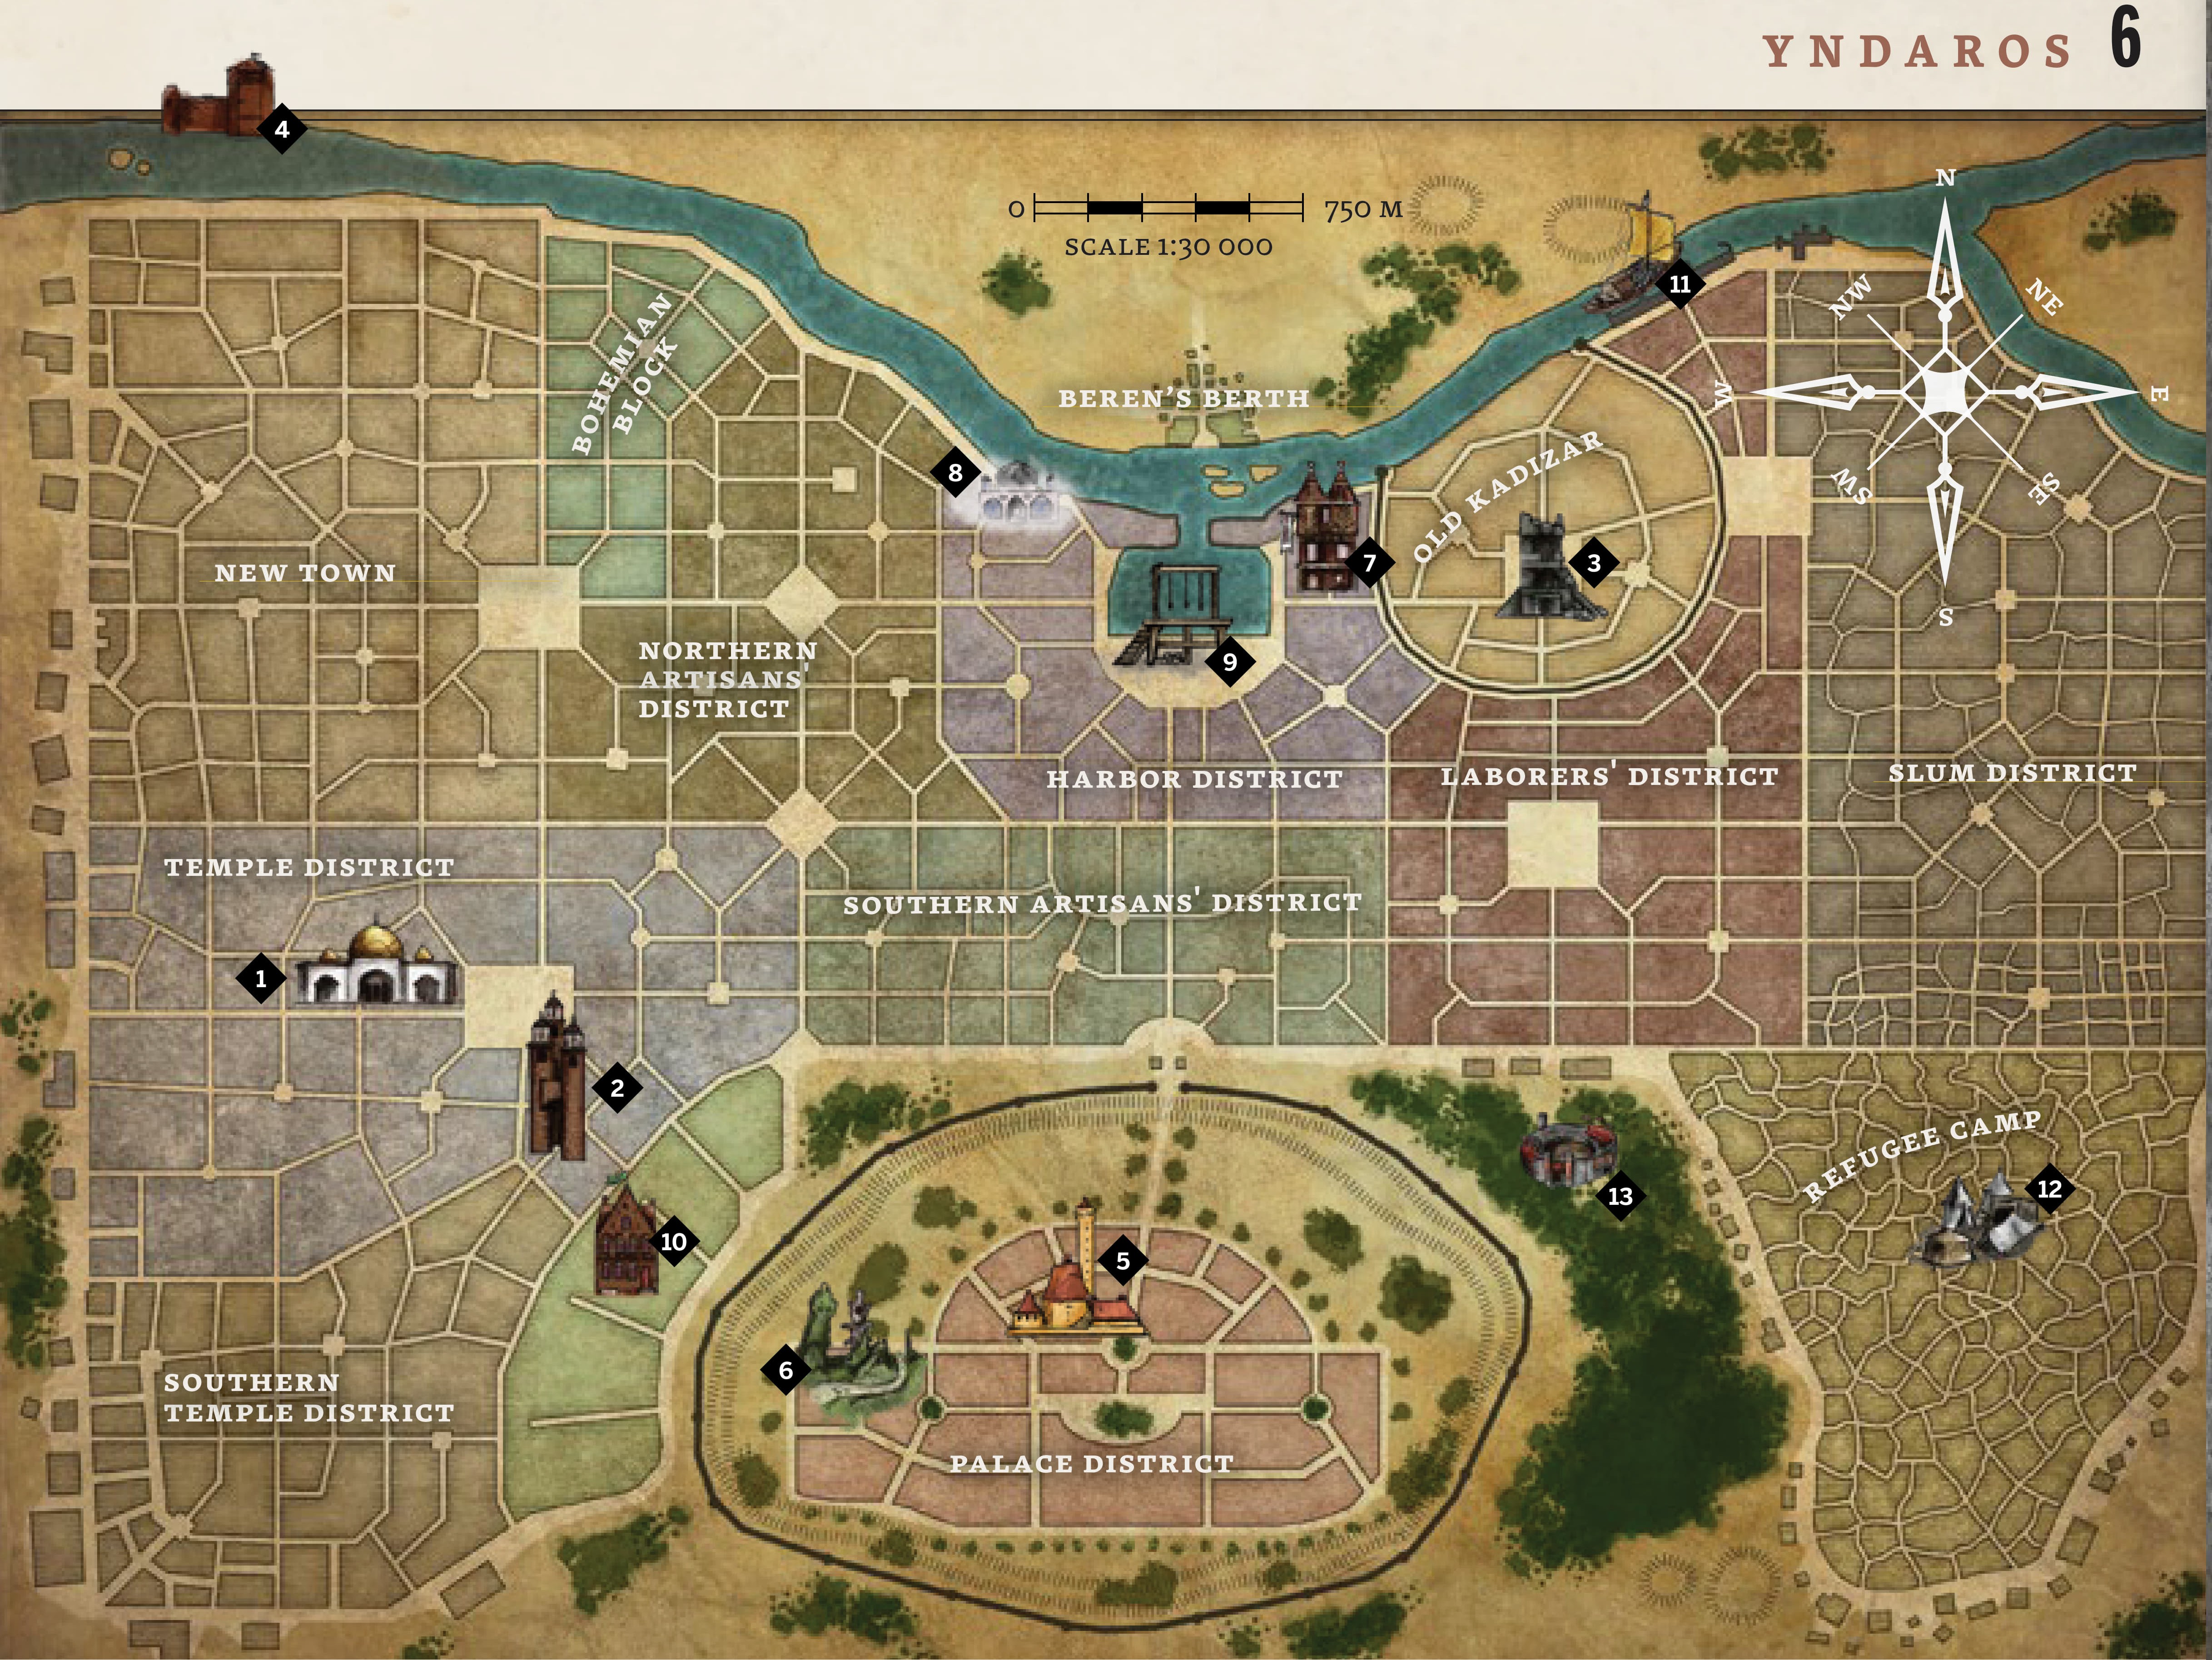 YNDAROS 6
4
0 750 M
SCALE 1:30 000
N
NW NE
W E
SW SE
S
11
BOHEMIAN
BLOCK
BEREN'S BERTH
8
OLD KADIZAR
7
3
NEW TOWN
NORTHERN
ARTISANS'
DISTRICT
9
HARBOR DISTRICT
LABORERS' DISTRICT
SLUM DISTRICT
TEMPLE DISTRICT
SOUTHERN ARTISANS' DISTRICT
1
2
REFUGEE CAMP
12
13
10
5
6
SOUTHERN
TEMPLE DISTRICT
PALACE DISTRICT